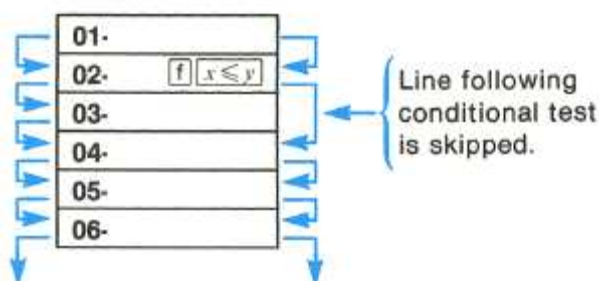 01-
02- f x≤y
03-
04-
05-
06-
Line following
conditional test
is skipped.